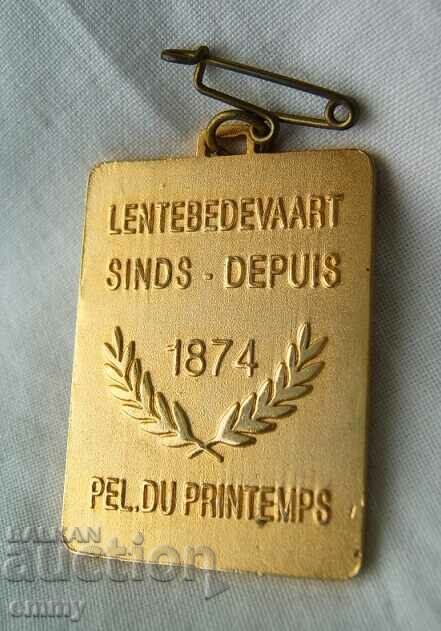 LENTEBEDEVAART
SINDS - DEPUIS
1874
PEL.DU PRINTEMPS
BALKAN
auction
emmy